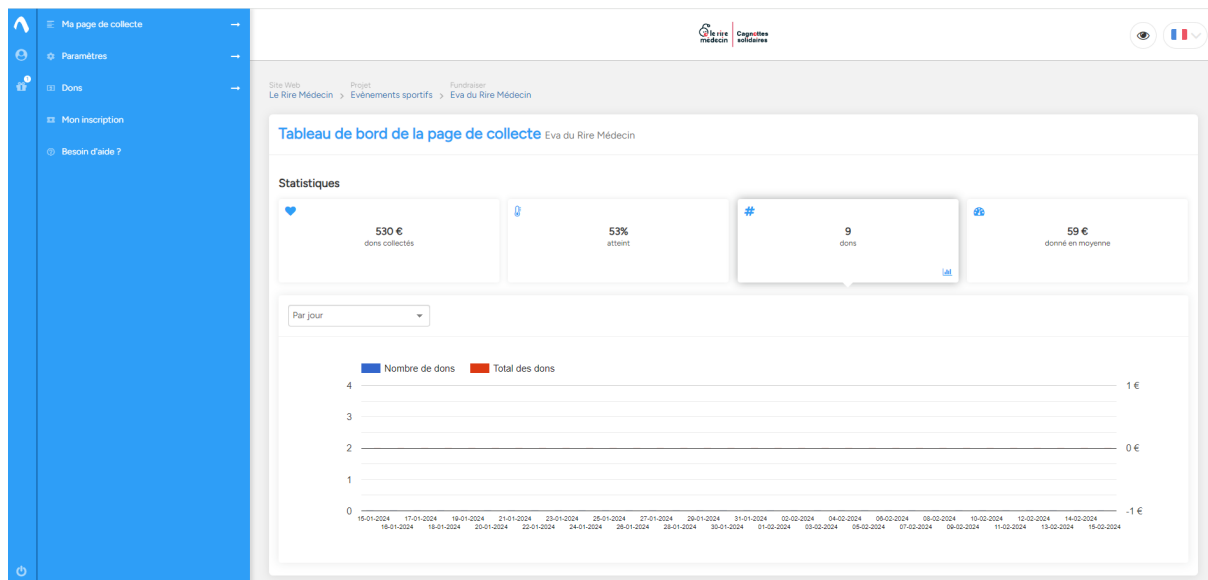 Ma page de collecte
Paramètres
Dons
Mon inscription
Besoin d'aide ?
le rire médecin
Cagnottes solidaires
Site Web Projet Fundraiser
Le Rire Médecin > Evènements sportifs > Eva du Rire Médecin
Tableau de bord de la page de collecte Eva du Rire Médecin
Statistiques
530 €
dons collectés
53%
atteint
#
9
dons
59 €
donné en moyenne
Par jour
Nombre de dons Total des dons
4 1 €
3
2 0 €
1
0 -1 €
15-01-2024 17-01-2024 19-01-2024 21-01-2024 23-01-2024 25-01-2024 27-01-2024 29-01-2024 31-01-2024 02-02-2024 04-02-2024 06-02-2024 08-02-2024 10-02-2024 12-02-2024 14-02-2024
16-01-2024 18-01-2024 20-01-2024 22-01-2024 24-01-2024 26-01-2024 28-01-2024 30-01-2024 01-02-2024 03-02-2024 05-02-2024 07-02-2024 09-02-2024 11-02-2024 13-02-2024 15-02-2024